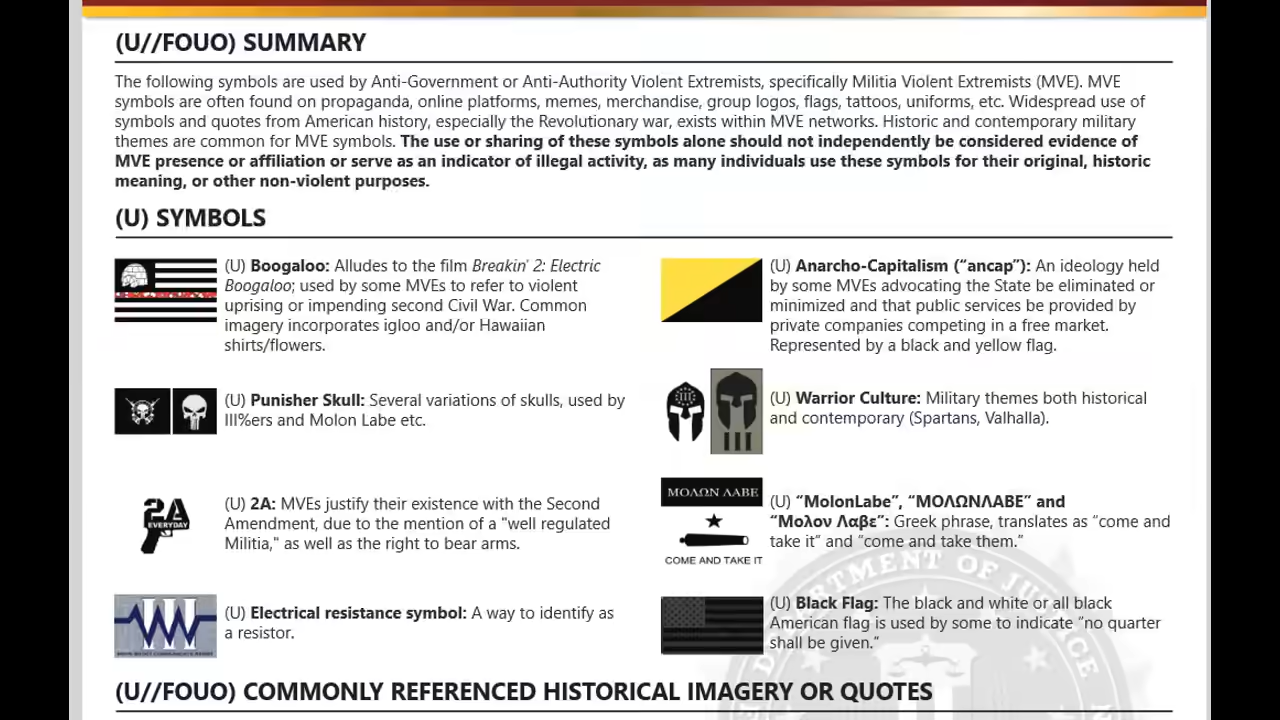 (U//FOUO) SUMMARY
The following symbols are used by Anti-Government or Anti-Authority Violent Extremists, specifically Militia Violent Extremists (MVE). MVE
symbols are often found on propaganda, online platforms, memes, merchandise, group logos, flags, tattoos, uniforms, etc. Widespread use of
symbols and quotes from American history, especially the Revolutionary war, exists within MVE networks. Historic and contemporary military
themes are common for MVE symbols. The use or sharing of these symbols alone should not independently be considered evidence of
MVE presence or affiliation or serve as an indicator of illegal activity, as many individuals use these symbols for their original, historic
meaning, or other non-violent purposes.
(U) SYMBOLS
(U) Boogaloo: Alludes to the film Breakin' 2: Electric
Boogaloo; used by some MVEs to refer to violent
uprising or impending second Civil War. Common
imagery incorporates igloo and/or Hawaiian
shirts/flowers.
(U) Anarcho-Capitalism ("ancap"): An ideology held
by some MVEs advocating the State be eliminated or
minimized and that public services be provided by
private companies competing in a free market.
Represented by a black and yellow flag.
(U) Punisher Skull: Several variations of skulls, used by
III%ers and Molon Labe etc.
III
III
(U) Warrior Culture: Military themes both historical
and contemporary (Spartans, Valhalla).
2A
EVERYDAY
(U) 2A: MVEs justify their existence with the Second
Amendment, due to the mention of a "well regulated
Militia," as well as the right to bear arms.
ΜΟΛΩΝ ΛΑΒΕ
COME AND TAKE IT
(U) "MolonLabe", "ΜΟΛΩΝΛΑΒΕ" and
"Μολον Λαβε": Greek phrase, translates as "come and
take it" and "come and take them."
III
(U) Electrical resistance symbol: A way to identify as
a resistor.
(U) Black Flag: The black and white or all black
American flag is used by some to indicate "no quarter
shall be given."
DEPARTMENT OF JUSTICE
(U//FOUO) COMMONLY REFERENCED HISTORICAL IMAGERY OR QUOTES